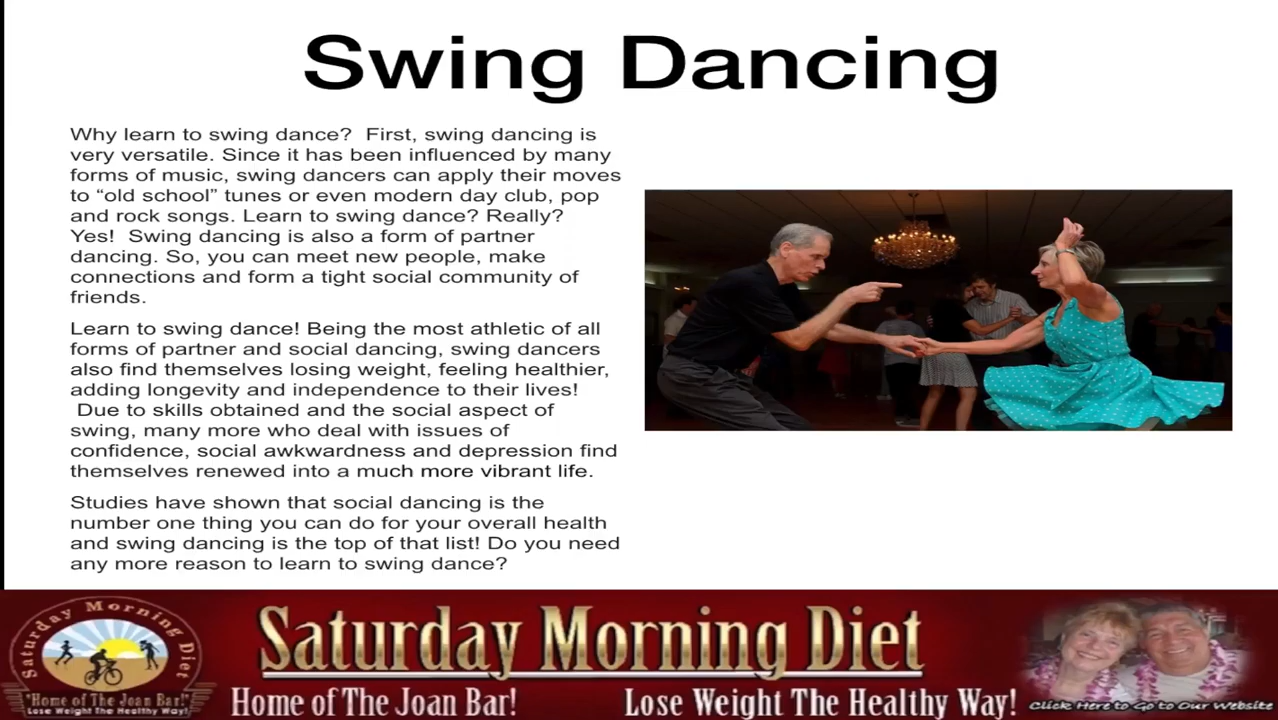 Swing Dancing
Why learn to swing dance?  First, swing dancing is
very versatile. Since it has been influenced by many
forms of music, swing dancers can apply their moves
to “old school” tunes or even modern day club, pop
and rock songs. Learn to swing dance? Really?
Yes!  Swing dancing is also a form of partner
dancing. So, you can meet new people, make
connections and form a tight social community of
friends.
Learn to swing dance! Being the most athletic of all
forms of partner and social dancing, swing dancers
also find themselves losing weight, feeling healthier,
adding longevity and independence to their lives!
 Due to skills obtained and the social aspect of
swing, many more who deal with issues of
confidence, social awkwardness and depression find
themselves renewed into a much more vibrant life.
Studies have shown that social dancing is the
number one thing you can do for your overall health
and swing dancing is the top of that list! Do you need
any more reason to learn to swing dance?
Saturday Morning Diet
"Home of The Joan Bar!"
Lose Weight The Healthy Way!
Saturday Morning Diet
Home of The Joan Bar!
Lose Weight The Healthy Way!
Click Here to Go to Our Website